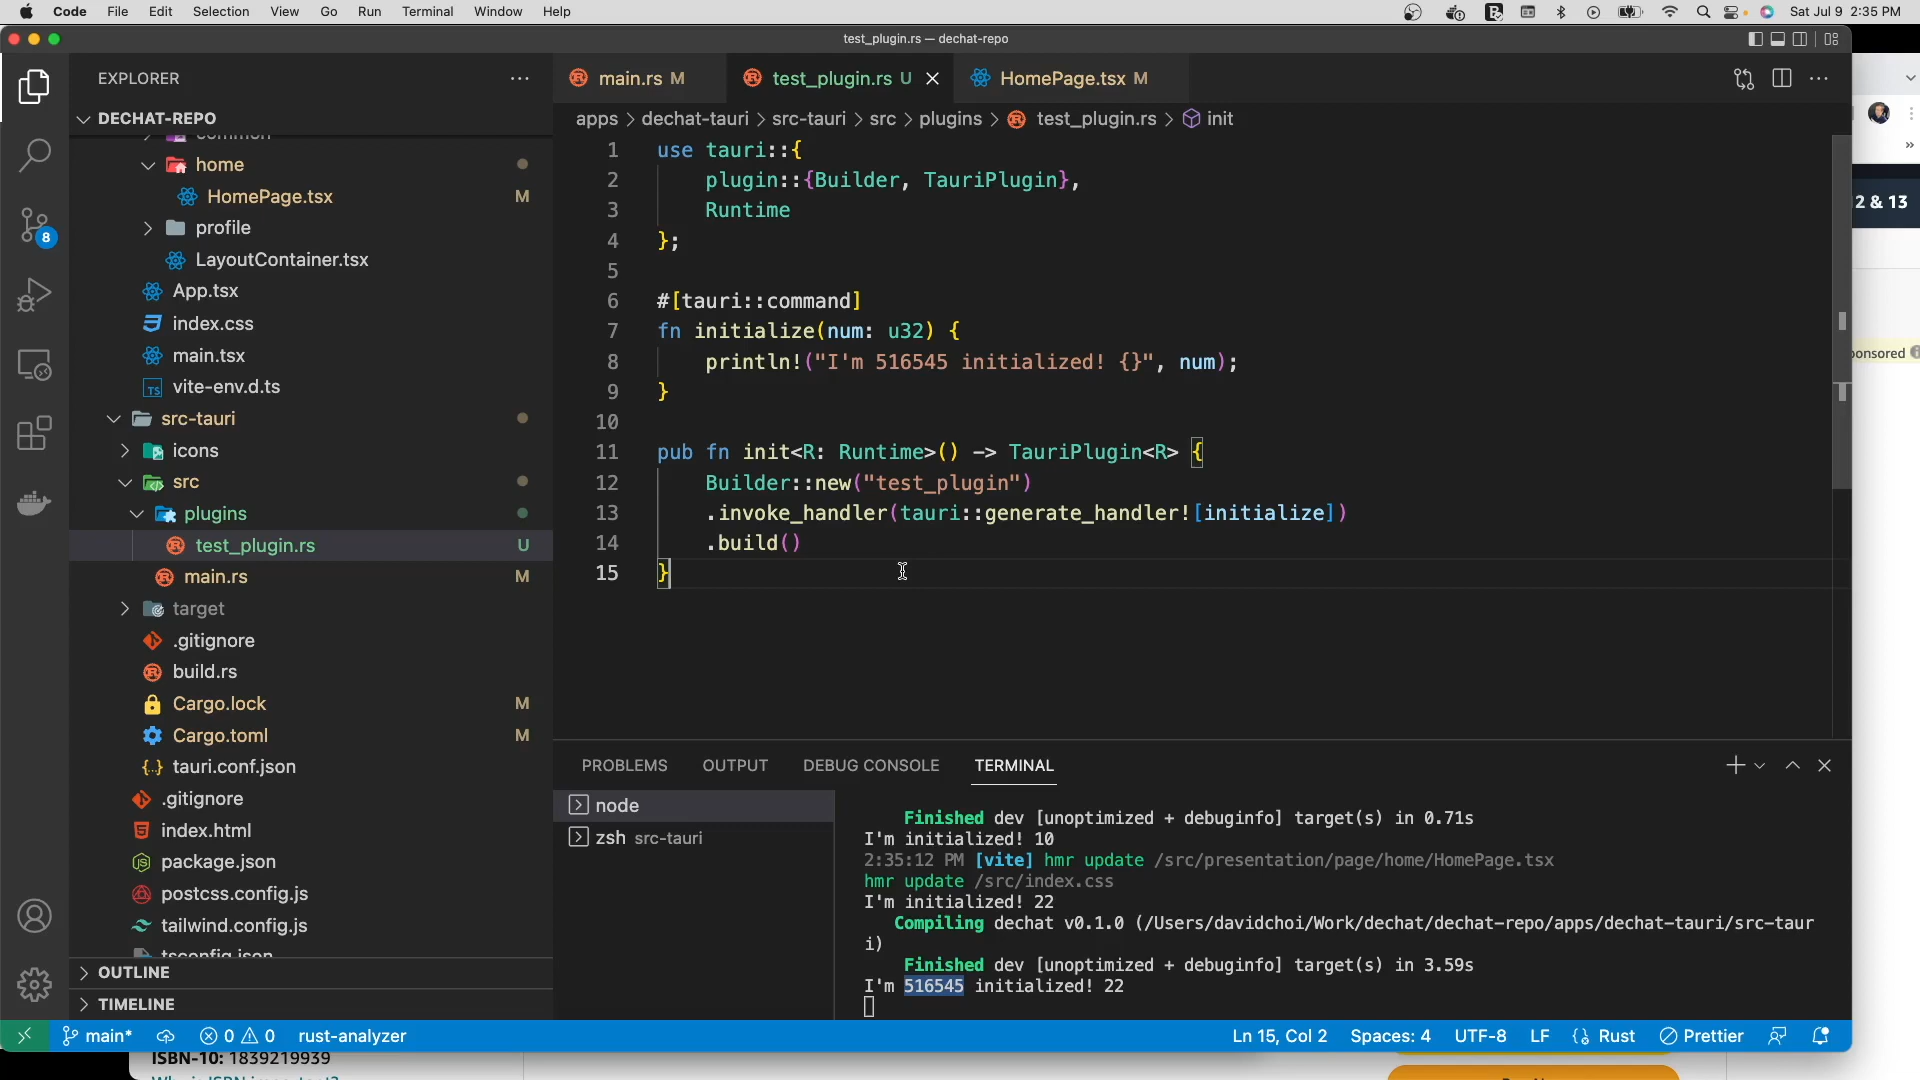 Code File Edit Selection View Go Run Terminal Window Help
Sat Jul 9 2:35 PM
test_plugin.rs — dechat-repo
EXPLORER
DECHAT-REPO
common
home
HomePage.tsx M
profile
LayoutContainer.tsx
App.tsx
index.css
main.tsx
TS vite-env.d.ts
src-tauri
icons
src
plugins
test_plugin.rs U
main.rs M
target
.gitignore
build.rs
Cargo.lock M
Cargo.toml M
tauri.conf.json
.gitignore
index.html
package.json
postcss.config.js
tailwind.config.js
tsconfig.json
OUTLINE
TIMELINE
8
main.rs M
test_plugin.rs U
HomePage.tsx M
apps > dechat-tauri > src-tauri > src > plugins > test_plugin.rs > init
1 use tauri::{
2 plugin::{Builder, TauriPlugin},
3 Runtime
4 };
5
6 #[tauri::command]
7 fn initialize(num: u32) {
8 println!("I'm 516545 initialized! {}", num);
9 }
10
11 pub fn init<R: Runtime>() -> TauriPlugin<R> {
12 Builder::new("test_plugin")
13 .invoke_handler(tauri::generate_handler![initialize])
14 .build()
15 }
PROBLEMS OUTPUT DEBUG CONSOLE TERMINAL
node
zsh src-tauri
Finished dev [unoptimized + debuginfo] target(s) in 0.71s
I'm initialized! 10
2:35:12 PM [vite] hmr update /src/presentation/page/home/HomePage.tsx
hmr update /src/index.css
I'm initialized! 22
Compiling dechat v0.1.0 (/Users/davidchoi/Work/dechat/dechat-repo/apps/dechat-tauri/src-taur
i)
Finished dev [unoptimized + debuginfo] target(s) in 3.59s
I'm 516545 initialized! 22
main* 0 0 rust-analyzer
Ln 15, Col 2 Spaces: 4 UTF-8 LF Rust Prettier
2 & 13
onsored
ISBN-10: 1839219939